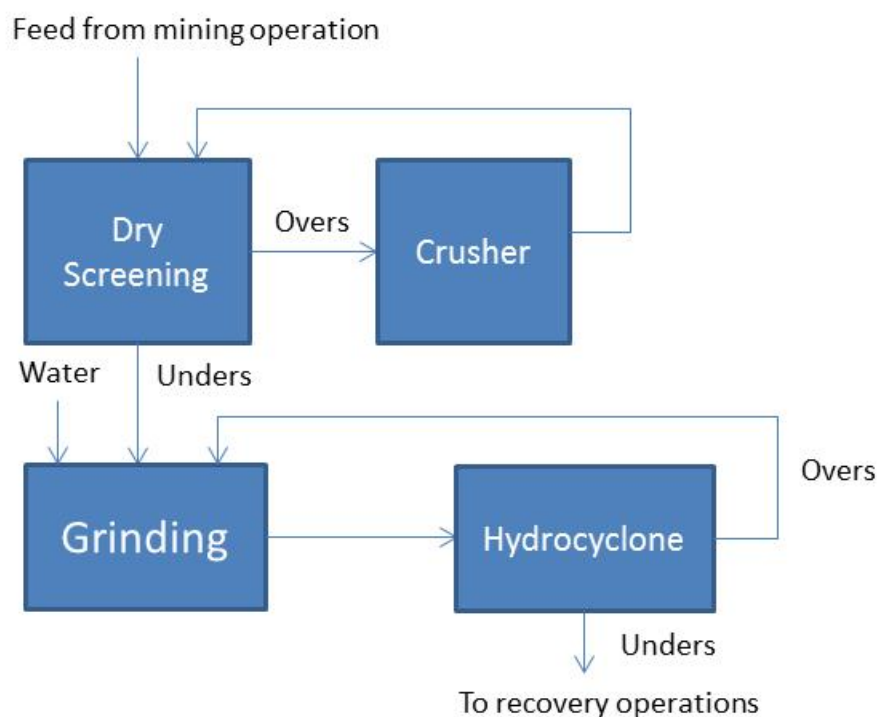 Feed from mining operation
Dry
Screening
Overs
Crusher
Water
Unders
Grinding
Hydrocyclone
Overs
Unders
To recovery operations